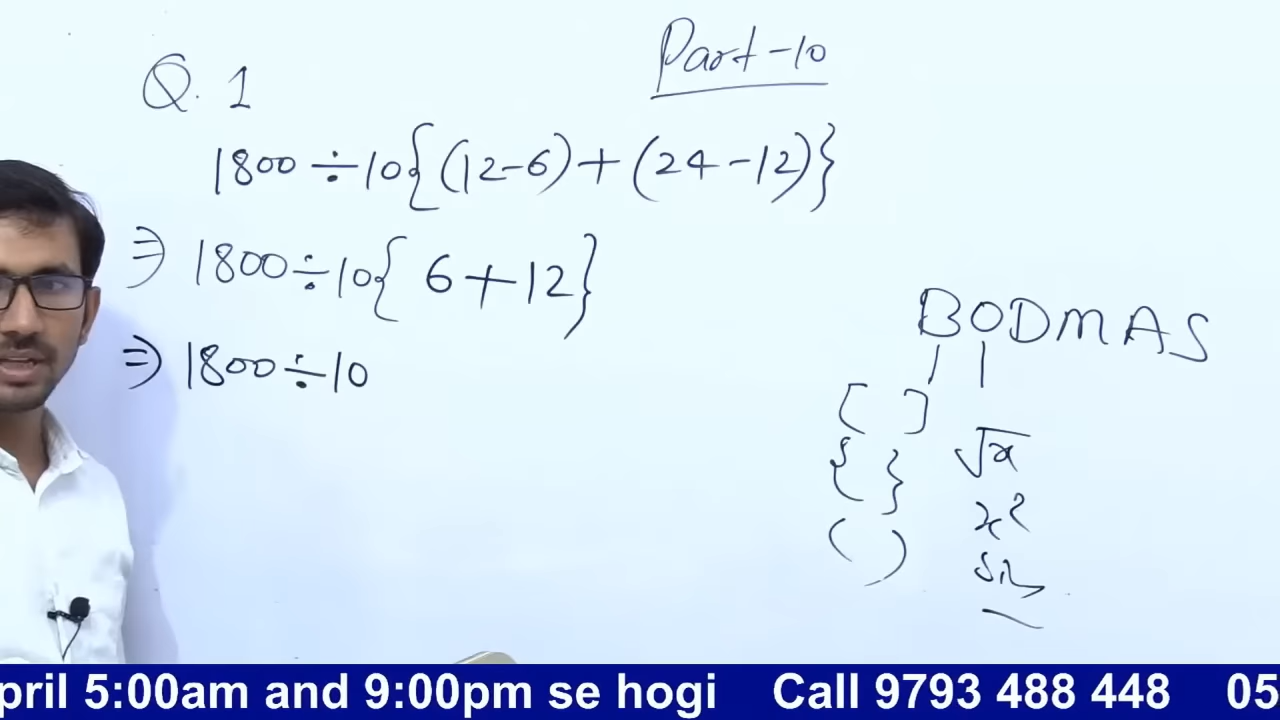 Part-10
Q. 1
1800 ÷ 10{(12-6)+(24-12)}
⇒ 1800÷10{ 6+12}
⇒ 1800÷10
BODMAS
[ ]
{ } √x
( ) x²
pril 5:00am and 9:00pm se hogi Call 9793 488 448 05